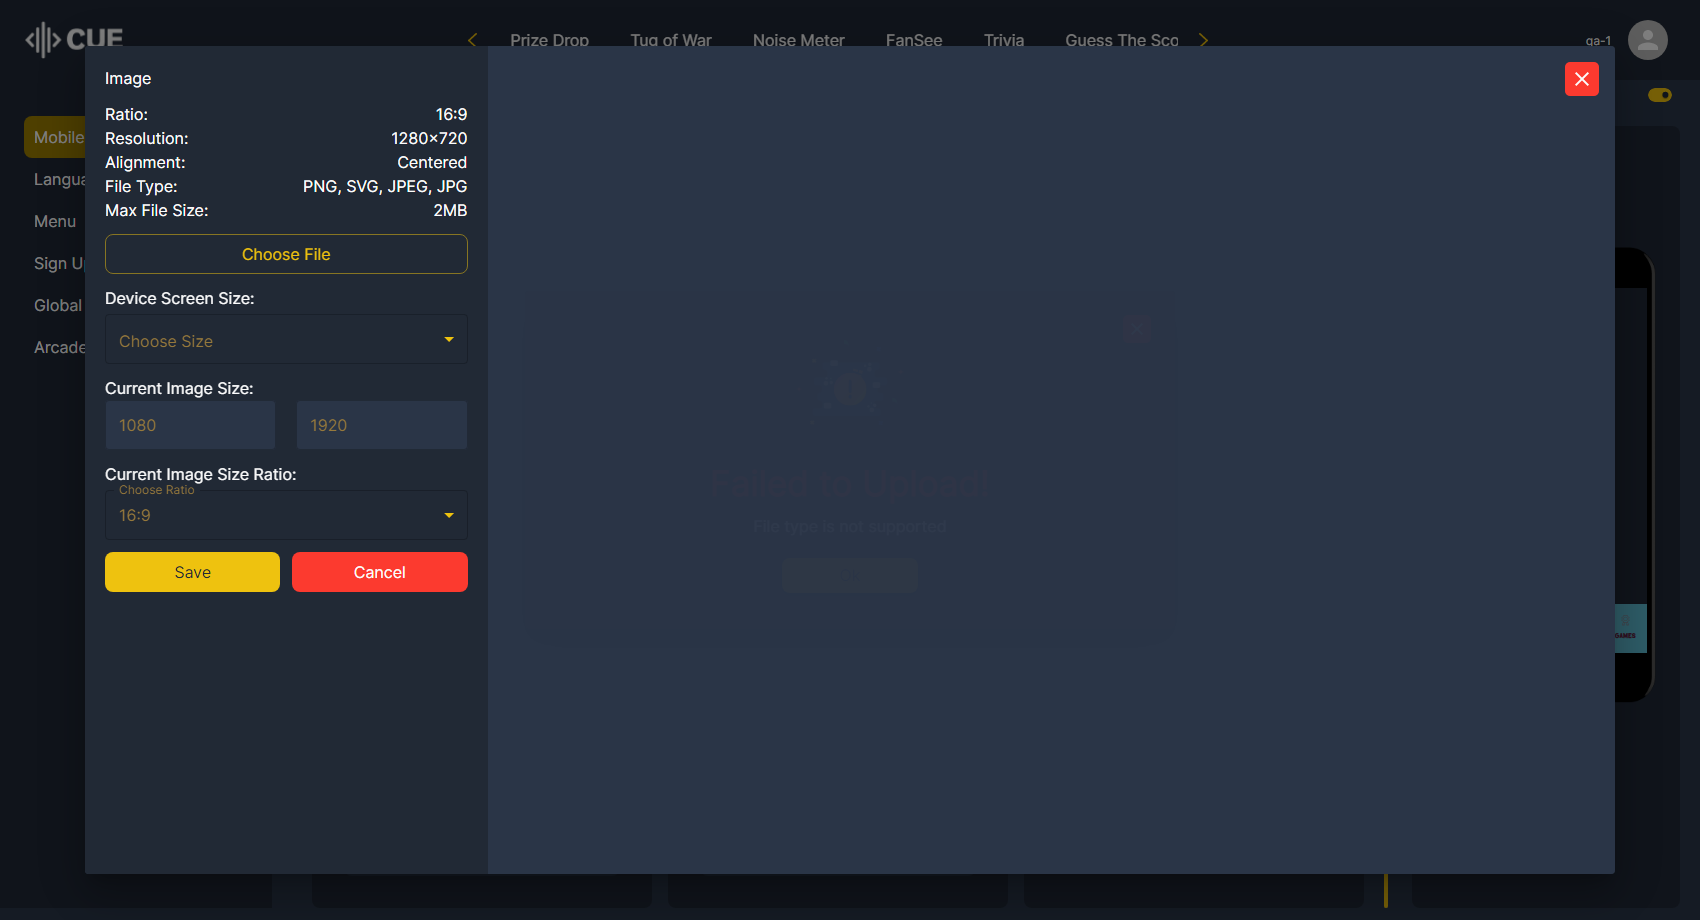 CUE
Prize Drop Tug of War Noise Meter FanSee Trivia Guess The Sco
qa-1
Mobile
Langua
Menu
Sign U
Global
Arcade
Image
Ratio: 16:9
Resolution: 1280×720
Alignment: Centered
File Type: PNG, SVG, JPEG, JPG
Max File Size: 2MB
Choose File
Device Screen Size:
Choose Size
Current Image Size:
1080 1920
Current Image Size Ratio:
Choose Ratio
16:9
Save Cancel
Failed to Upload!
File type is not supported
GAMES